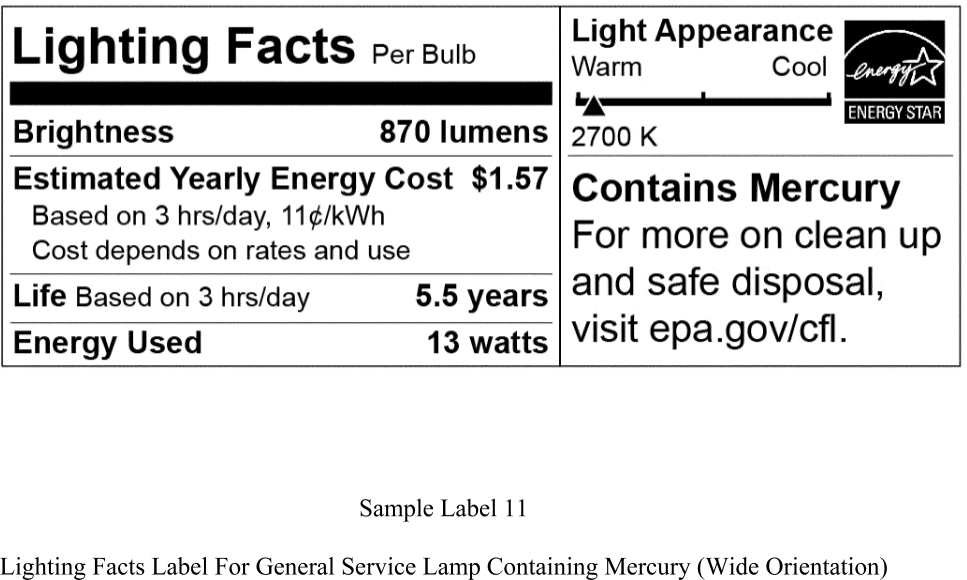 Lighting Facts Per Bulb
Brightness 870 lumens
Estimated Yearly Energy Cost $1.57
Based on 3 hrs/day, 11¢/kWh
Cost depends on rates and use
Life Based on 3 hrs/day 5.5 years
Energy Used 13 watts
Light Appearance
Warm Cool
2700 K
energy
ENERGY STAR
Contains Mercury
For more on clean up
and safe disposal,
visit epa.gov/cfl.
Sample Label 11
Lighting Facts Label For General Service Lamp Containing Mercury (Wide Orientation)